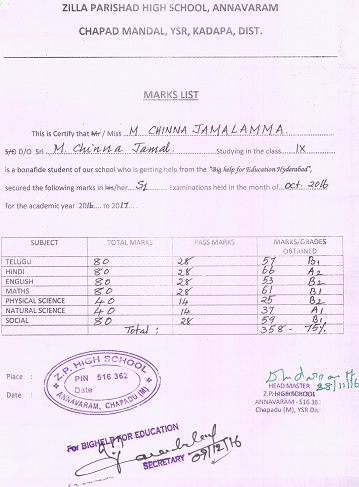 ZILLA PARISHAD HIGH SCHOOL, ANNAVARAM
CHAPAD MANDAL, YSR, KADAPA, DIST.
MARKS LIST
This is Certify that Mr / Miss M. CHINNA JAMALAMMA
S/O D/O Sri M. Chinna Jamal. Studying in the class IX
is a bonafide student of our school who is getting help from the "Big help for Education Hyderabad",
secured the following marks in his/her S1 Examinations held in the month of oct. 2016
for the academic year 2016 to 2017
SUBJECT TOTAL MARKS PASS MARKS MARKS/GRADES OBTAINED
TELUGU 80 28 57 B1
HINDI 80 28 66 A2
ENGLISH 80 28 53 B2
MATHS 80 28 61 B1
PHYSICAL SCIENCE 40 14 25 B2
NATURAL SCIENCE 40 14 37 A1
SOCIAL 80 28 59 B1
Total: 358 - 75%
Place :
Date :
Z.P. HIGH SCHOOL
PIN 516 362
Date
ANNAVARAM, CHAPADU (M)
28/11/16
HEAD MASTER
Z.P.HIGH SCHOOL
ANNAVARAM - 516 36
Chapadu (M), YSR Dis
For BIGHELP FOR EDUCATION
SECRETARY 09/12/16